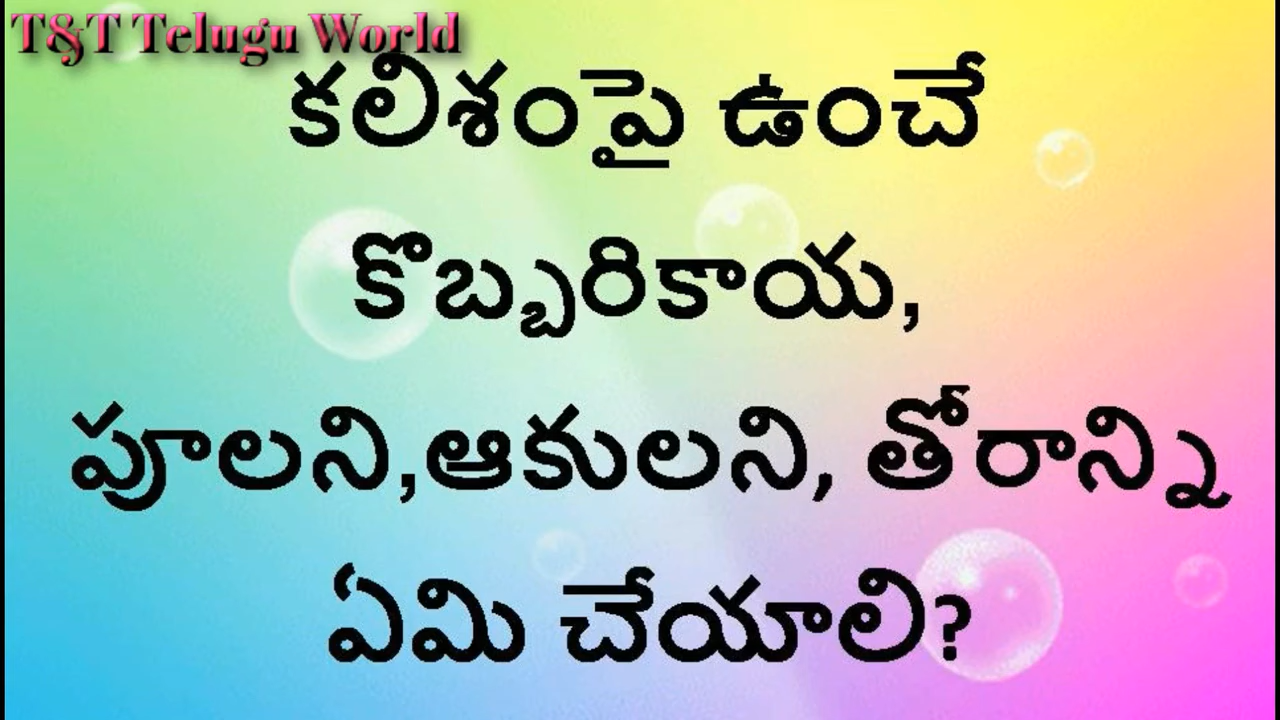 T&T Telugu World
కలిశంపై ఉంచే
కొబ్బరికాయ,
పూలని,ఆకులని, తోరాన్ని
ఏమి చేయాలి?